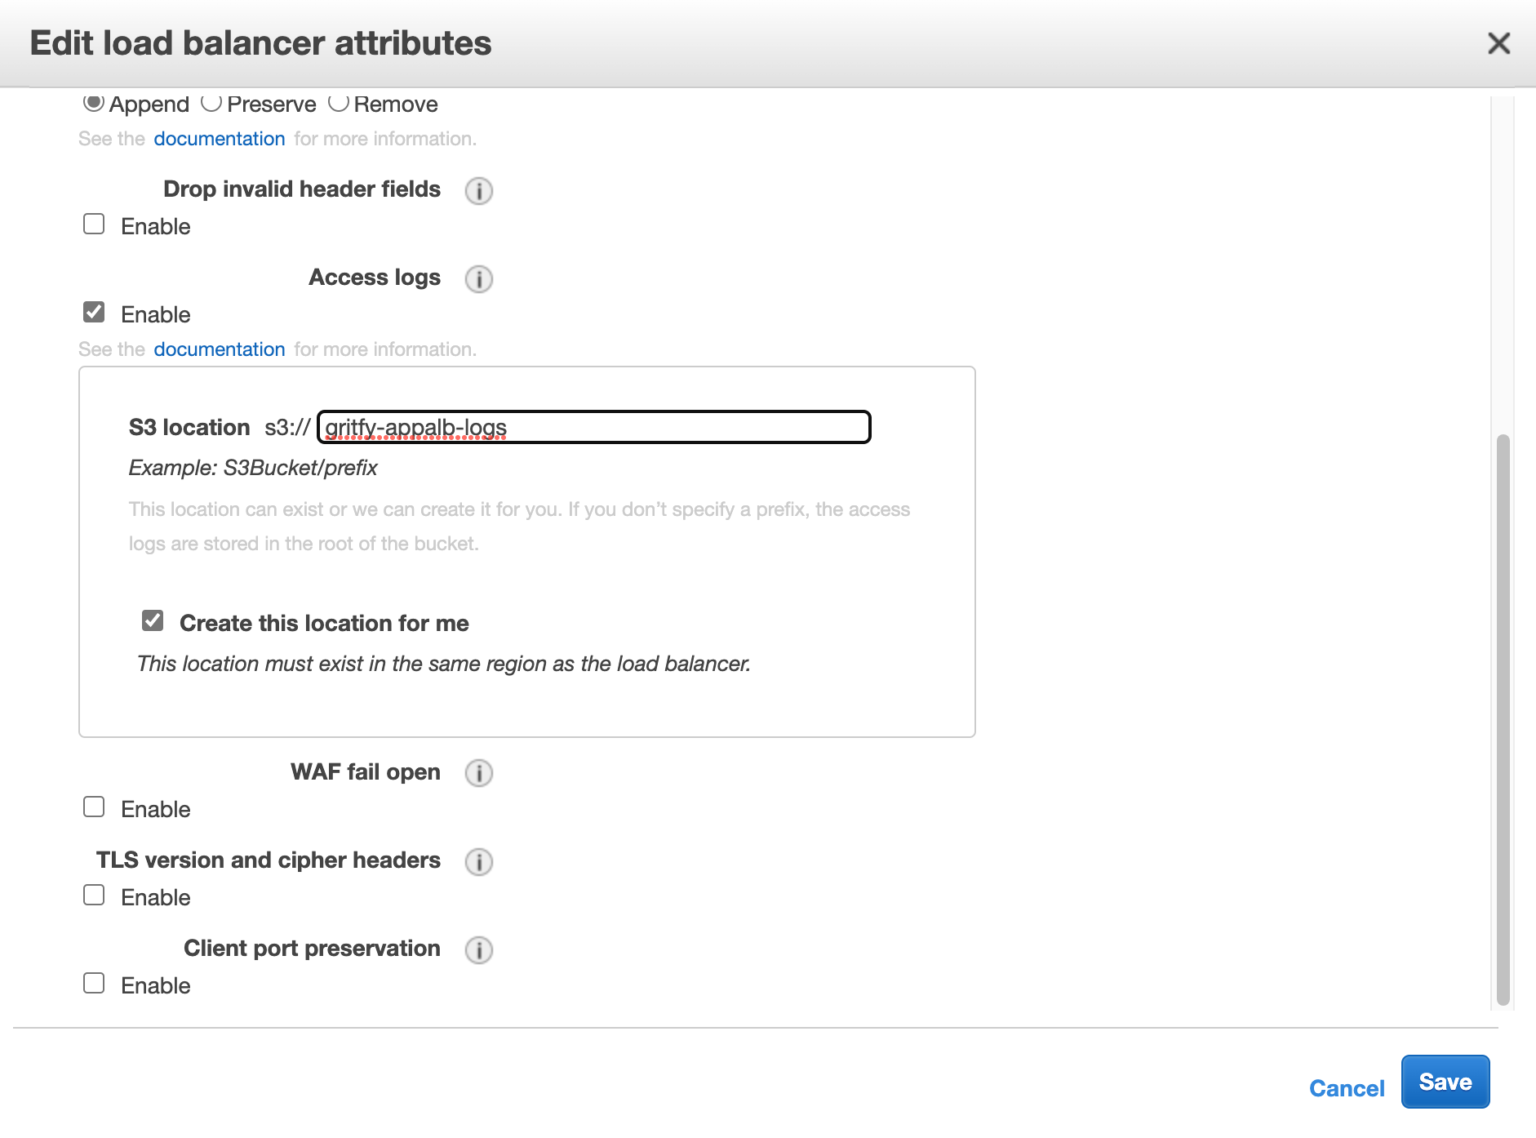 Edit load balancer attributes
Append Preserve Remove
See the documentation for more information.
Drop invalid header fields
Enable
Access logs
Enable
See the documentation for more information.
S3 location s3:// gritfy-appalb-logs
Example: S3Bucket/prefix
This location can exist or we can create it for you. If you don't specify a prefix, the access
logs are stored in the root of the bucket.
Create this location for me
This location must exist in the same region as the load balancer.
WAF fail open
Enable
TLS version and cipher headers
Enable
Client port preservation
Enable
Cancel Save